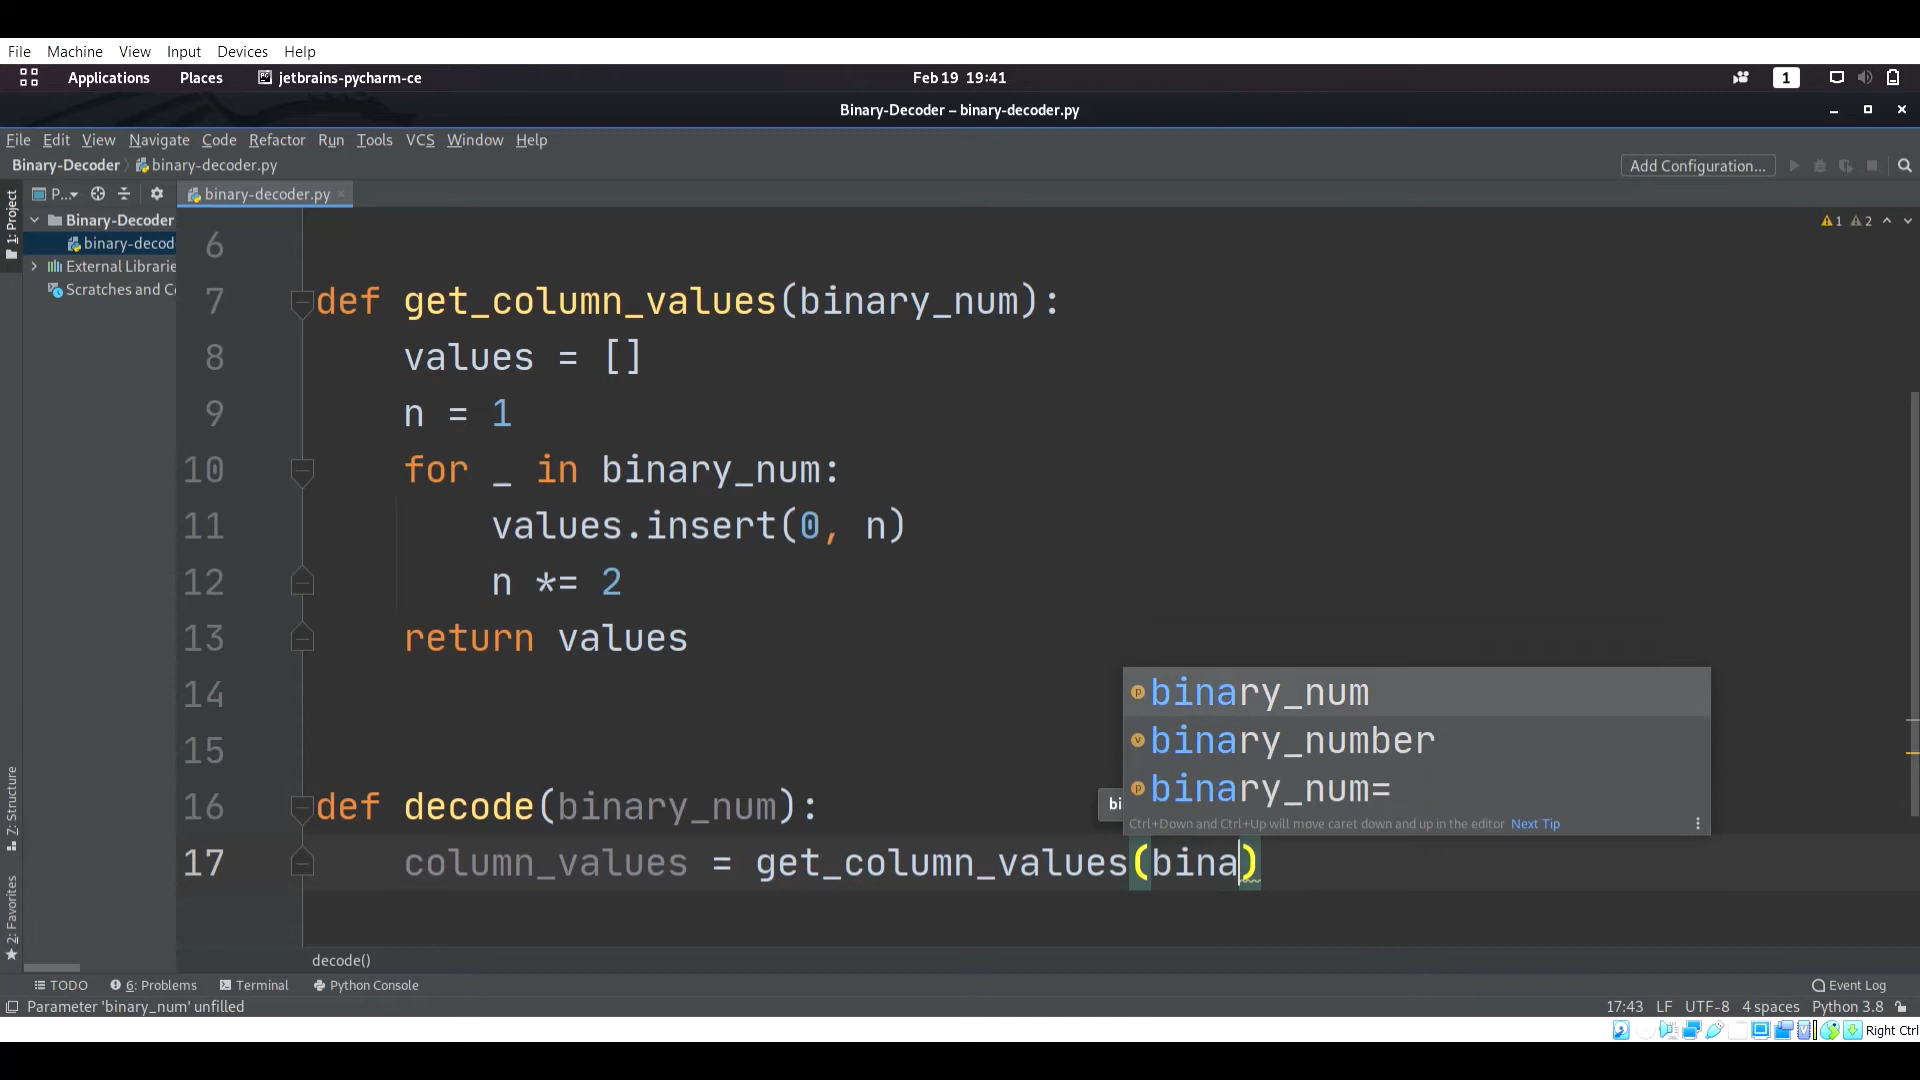 File Machine View Input Devices Help
Applications Places jetbrains-pycharm-ce Feb 19 19:41 1
Binary-Decoder – binary-decoder.py
File Edit View Navigate Code Refactor Run Tools VCS Window Help
Binary-Decoder binary-decoder.py Add Configuration...
P... binary-decoder.py
1: Project
Binary-Decoder
binary-decod
External Librarie
Scratches and C
1 2
6
7 def get_column_values(binary_num):
8 values = []
9 n = 1
10 for _ in binary_num:
11 values.insert(0, n)
12 n *= 2
13 return values
14
15
16 def decode(binary_num):
17 column_values = get_column_values(bina)
binary_num
binary_number
binary_num=
Ctrl+Down and Ctrl+Up will move caret down and up in the editor Next Tip
bi
7: Structure
2: Favorites
decode()
TODO 6: Problems Terminal Python Console Event Log
Parameter 'binary_num' unfilled 17:43 LF UTF-8 4 spaces Python 3.8
Right Ctrl